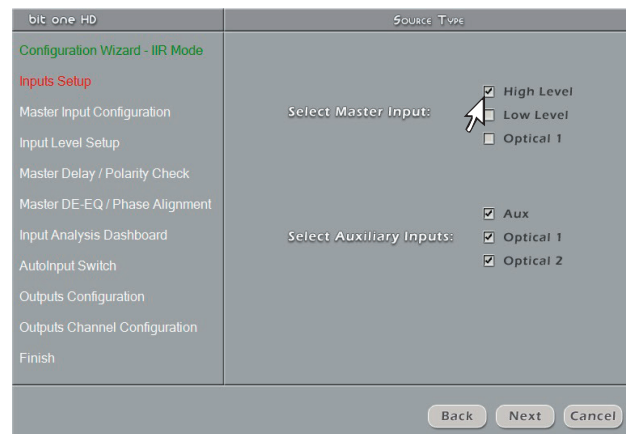 bit one HD
Source Type
Configuration Wizard - IIR Mode
Inputs Setup
Master Input Configuration
Input Level Setup
Master Delay / Polarity Check
Master DE-EQ / Phase Alignment
Input Analysis Dashboard
AutoInput Switch
Outputs Configuration
Outputs Channel Configuration
Finish
Select Master Input:
High Level
Low Level
Optical 1
Select Auxiliary Inputs:
Aux
Optical 1
Optical 2
Back
Next
Cancel